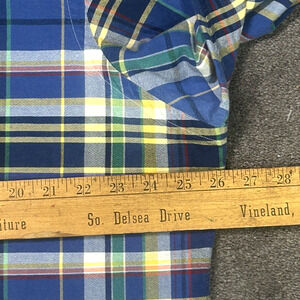 20 21 22 23 24 25 26 27 28
iture So. Delsea Drive Vineland,